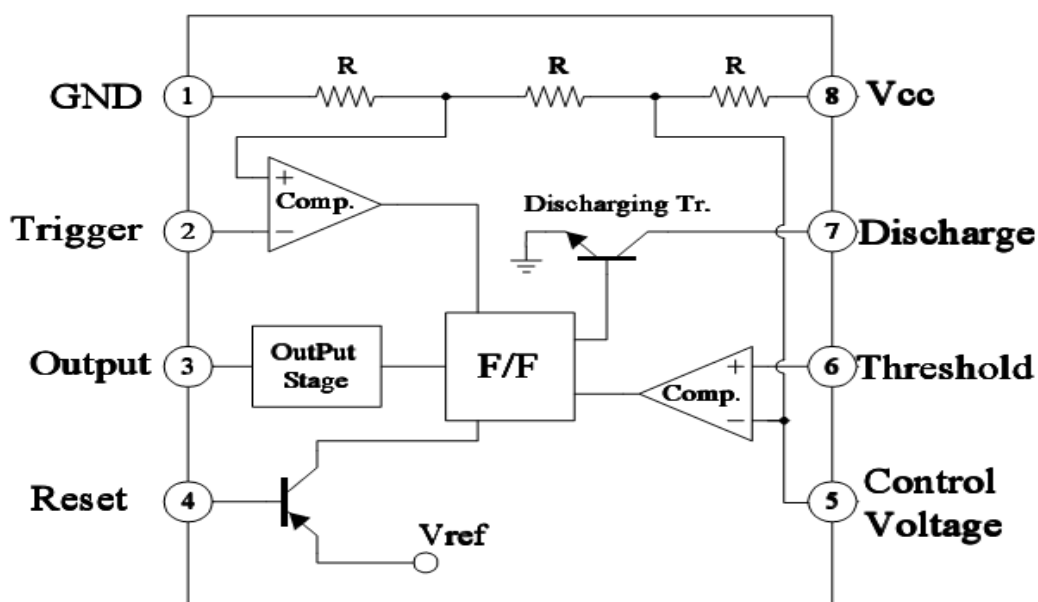 R
R
R
GND
1
8
Vcc
+
Comp.
−
Trigger
2
Discharging Tr.
7
Discharge
Output
3
OutPut
Stage
F/F
+
Comp.
−
6
Threshold
Reset
4
Vref
5
Control
Voltage